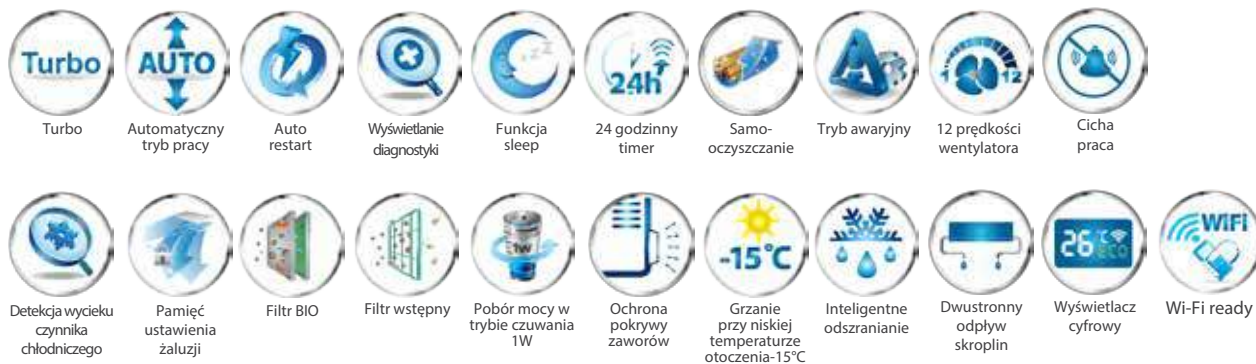 Turbo
AUTO
24h
1 12
Turbo
Automatyczny
tryb pracy
Auto
restart
Wyświetlanie
diagnostyki
Funkcja
sleep
24 godzinny
timer
Samo-
oczyszczanie
Tryb awaryjny
12 prędkości
wentylatora
Cicha
praca
1W
-15°C
26°C eco
WiFi
Detekcja wycieku
czynnika
chłodniczego
Pamięć
ustawienia
żaluzji
Filtr BIO
Filtr wstępny
Pobór mocy w
trybie czuwania
1W
Ochrona
pokrywy
zaworów
Grzanie
przy niskiej
temperaturze
otoczenia-15°C
Inteligentne
odszranianie
Dwustronny
odpływ
skroplin
Wyświetlacz
cyfrowy
Wi-Fi ready